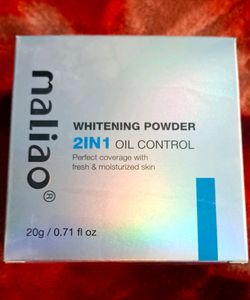 maliao®
WHITENING POWDER
2IN1 OIL CONTROL
Perfect coverage with
fresh & moisturized skin
20g / 0.71 fl oz